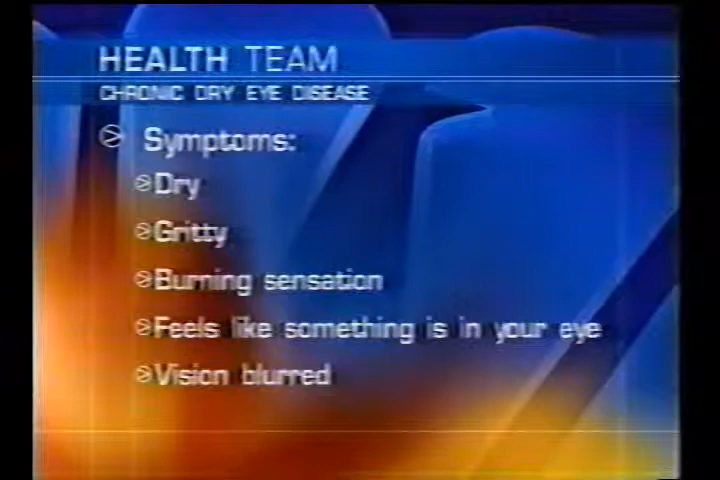 HEALTH TEAM
CHRONIC DRY EYE DISEASE
Symptoms:
Dry
Gritty
Burning sensation
Feels like something is in your eye
Vision blurred